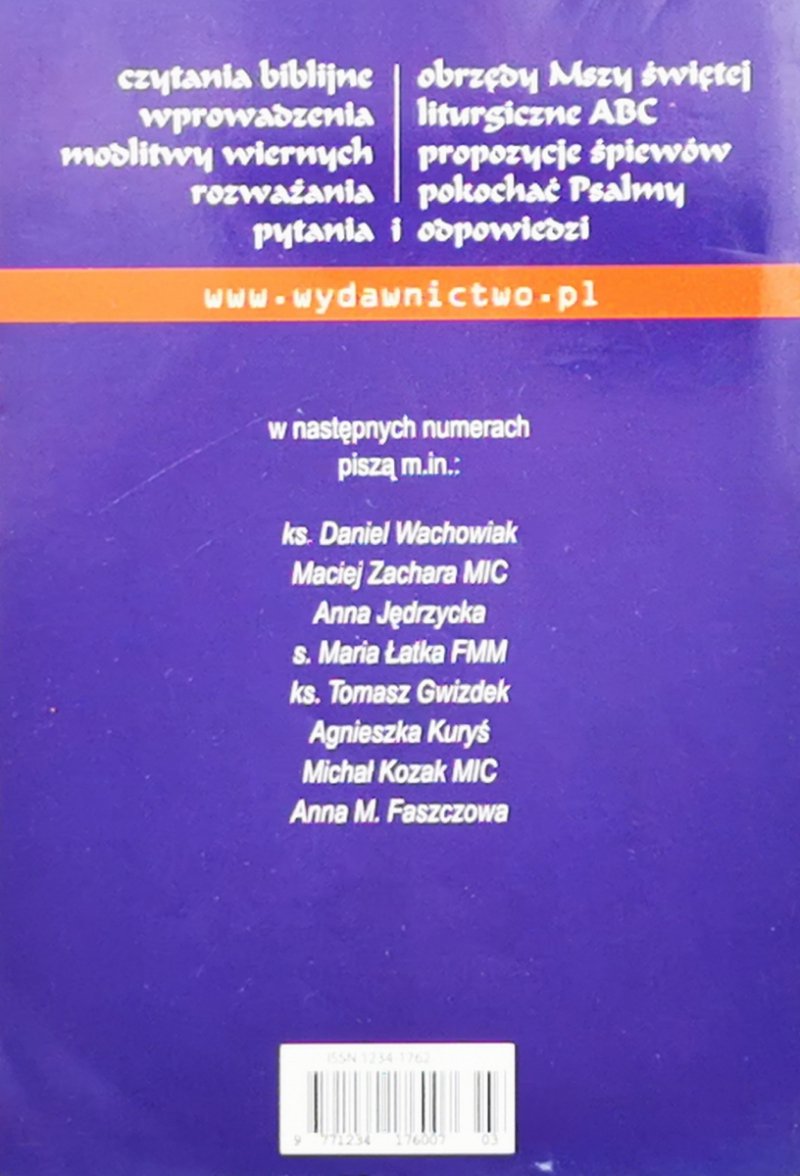 czytania biblijne | obrzędy Mszy świętej
wprowadzenia | liturgiczne ABC
modlitwy wiernych | propozycje śpiewów
rozważania | pokochać Psalmy
pytania i odpowiedzi
www.wydawnictwo.pl
w następnych numerach
piszą m.in.:
ks. Daniel Wachowiak
Maciej Zachara MIC
Anna Jędrzycka
s. Maria Łatka FMM
ks. Tomasz Gwizdek
Agnieszka Kuryś
Michał Kozak MIC
Anna M. Faszczowa
ISSN 1234-1762
9 771234 176007 03